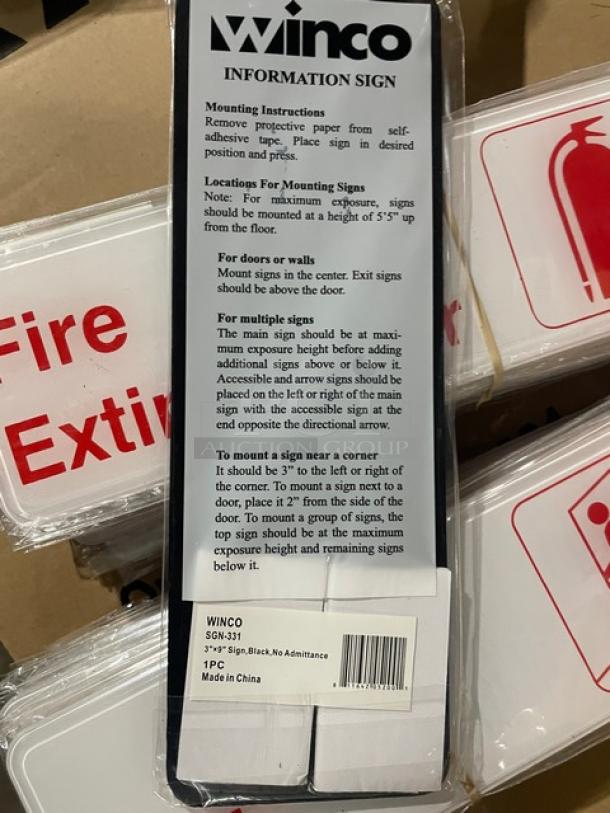 Winco
INFORMATION SIGN
Mounting Instructions
Remove protective paper from self-
adhesive tape. Place sign in desired
position and press.
Locations For Mounting Signs
Note: For maximum exposure, signs
should be mounted at a height of 5'5" up
from the floor.
For doors or walls
Mount signs in the center. Exit signs
should be above the door.
For multiple signs
The main sign should be at maxi-
mum exposure height before adding
additional signs above or below it.
Accessible and arrow signs should be
placed on the left or right of the main
sign with the accessible sign at the
end opposite the directional arrow.
To mount a sign near a corner
It should be 3" to the left or right of
the corner. To mount a sign next to a
door, place it 2" from the side of the
door. To mount a group of signs, the
top sign should be at the maximum
exposure height and remaining signs
below it.
WINCO
SGN-331
3"×9" Sign,Black,No Admittance
1PC
Made in China
Fire
Extin
r
AUCTION GROUP